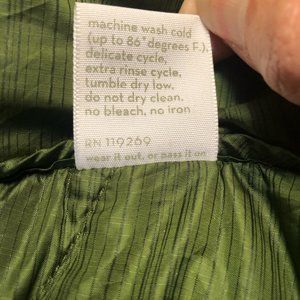 machine wash cold
(up to 86° degrees F.).
delicate cycle,
extra rinse cycle,
tumble dry low.
do not dry clean.
no bleach, no iron
RN 119269
wear it out, or pass it on